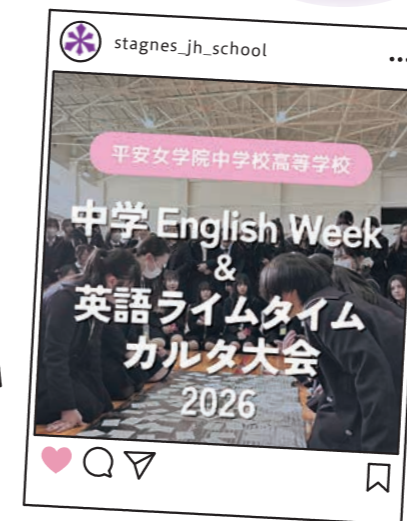 stagnes_jh_school
平安女学院中学校高等学校
中学 English Week
&
英語ライムタイム
カルタ大会
2026